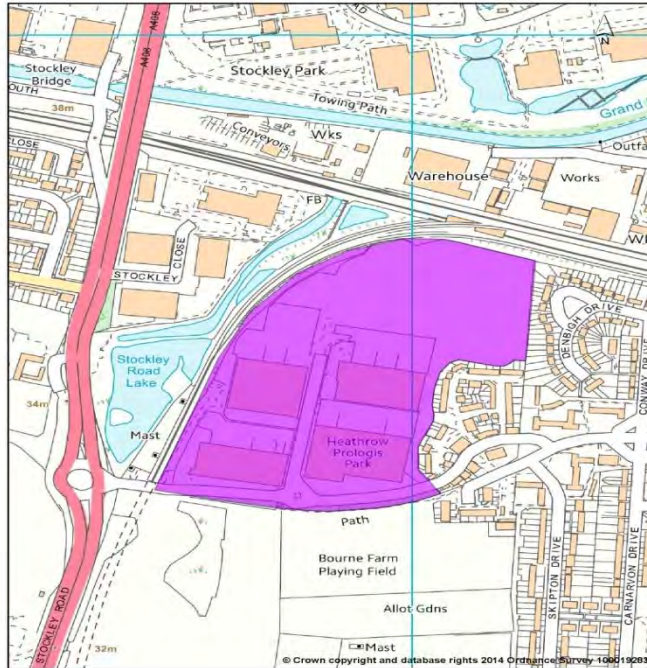 A408
A408
N
Stockley
Bridge
Stockley Park
OUTH
Towing Path
Grand
38m
Conveyors
Wks
CLOSE
Outfa
Warehouse
Works
FB
STOCKLEY
CLOSE
DENBIGH DRIVE
CONWAY DRIVE
Stockley
Road
Lake
34m
Mast
Heathrow
Prologis
Park
Path
Bourne Farm
Playing Field
SKIPTON DRIVE
CARNARVON DRIVE
Allot Gdns
STOCKLEY ROAD
32m
Mast
© Crown copyright and database rights 2014 Ordnance Survey